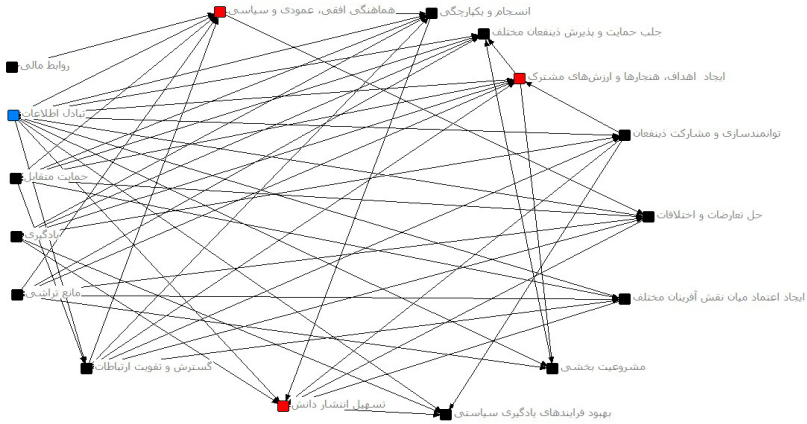 هماهنگی افقی، عمودی و سیاسی
انسجام و یکپارچگی
جلب حمایت و پذیرش ذینفعان مختلف
روابط مالی
ایجاد اهداف، هنجارها و ارزش‌های مشترک
تبادل اطلاعات
توانمندسازی و مشارکت ذینفعان
حمایت متقابل
حل تعارضات و اختلافات
یادگیری
مانع تراشی
ایجاد اعتماد میان نقش آفرینان مختلف
گسترش و تقویت ارتباطات
مشروعیت بخشی
تسهیل انتشار دانش
بهبود فرایندهای یادگیری سیاستی